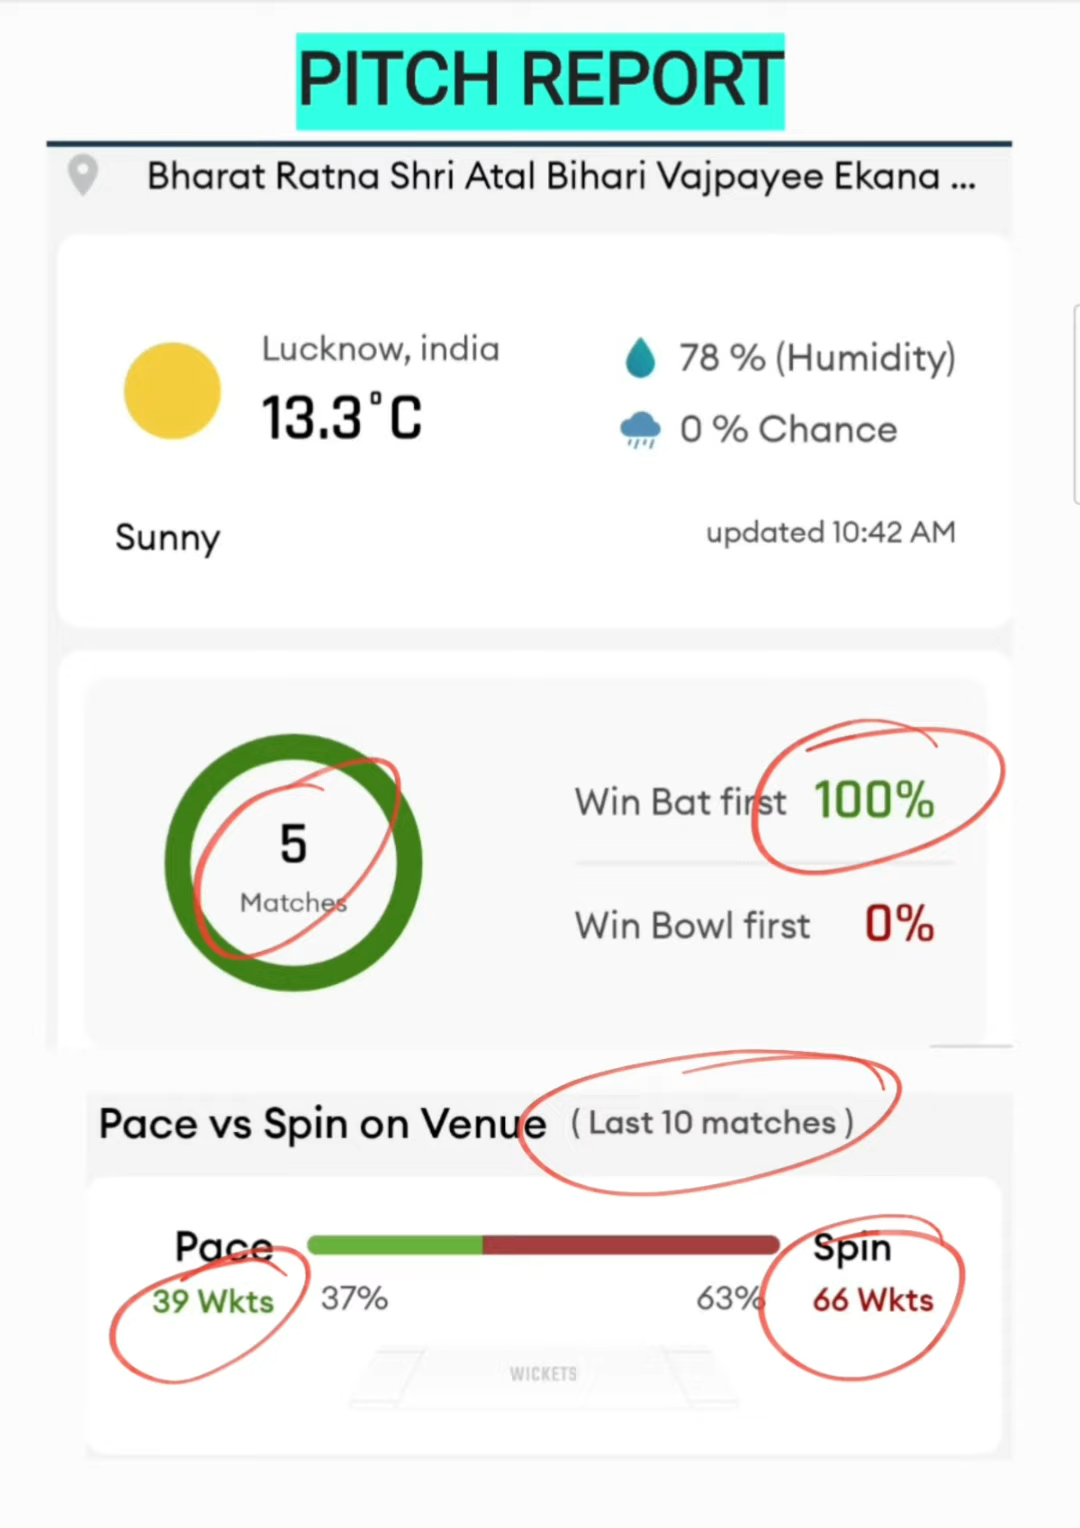 PITCH REPORT
Bharat Ratna Shri Atal Bihari Vajpayee Ekana ...
Lucknow, india
13.3°C
78 % (Humidity)
0 % Chance
Sunny
updated 10:42 AM
5
Matches
Win Bat first 100%
Win Bowl first 0%
Pace vs Spin on Venue ( Last 10 matches )
Pace
Spin
39 Wkts 37%
63% 66 Wkts
WICKETS